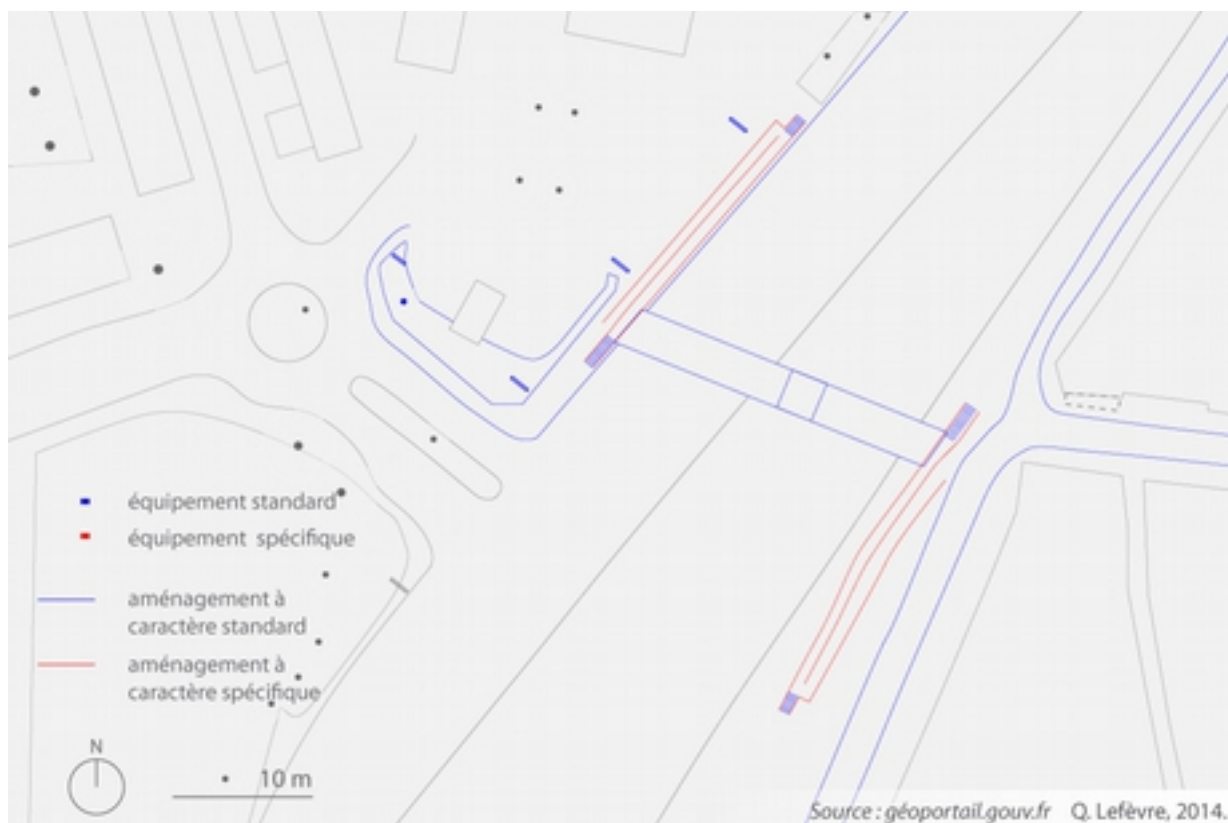 équipement standard
équipement spécifique
aménagement à
caractère standard
aménagement à
caractère spécifique
N
10 m
Source : géoportail.gouv.fr Q. Lefèvre, 2014.